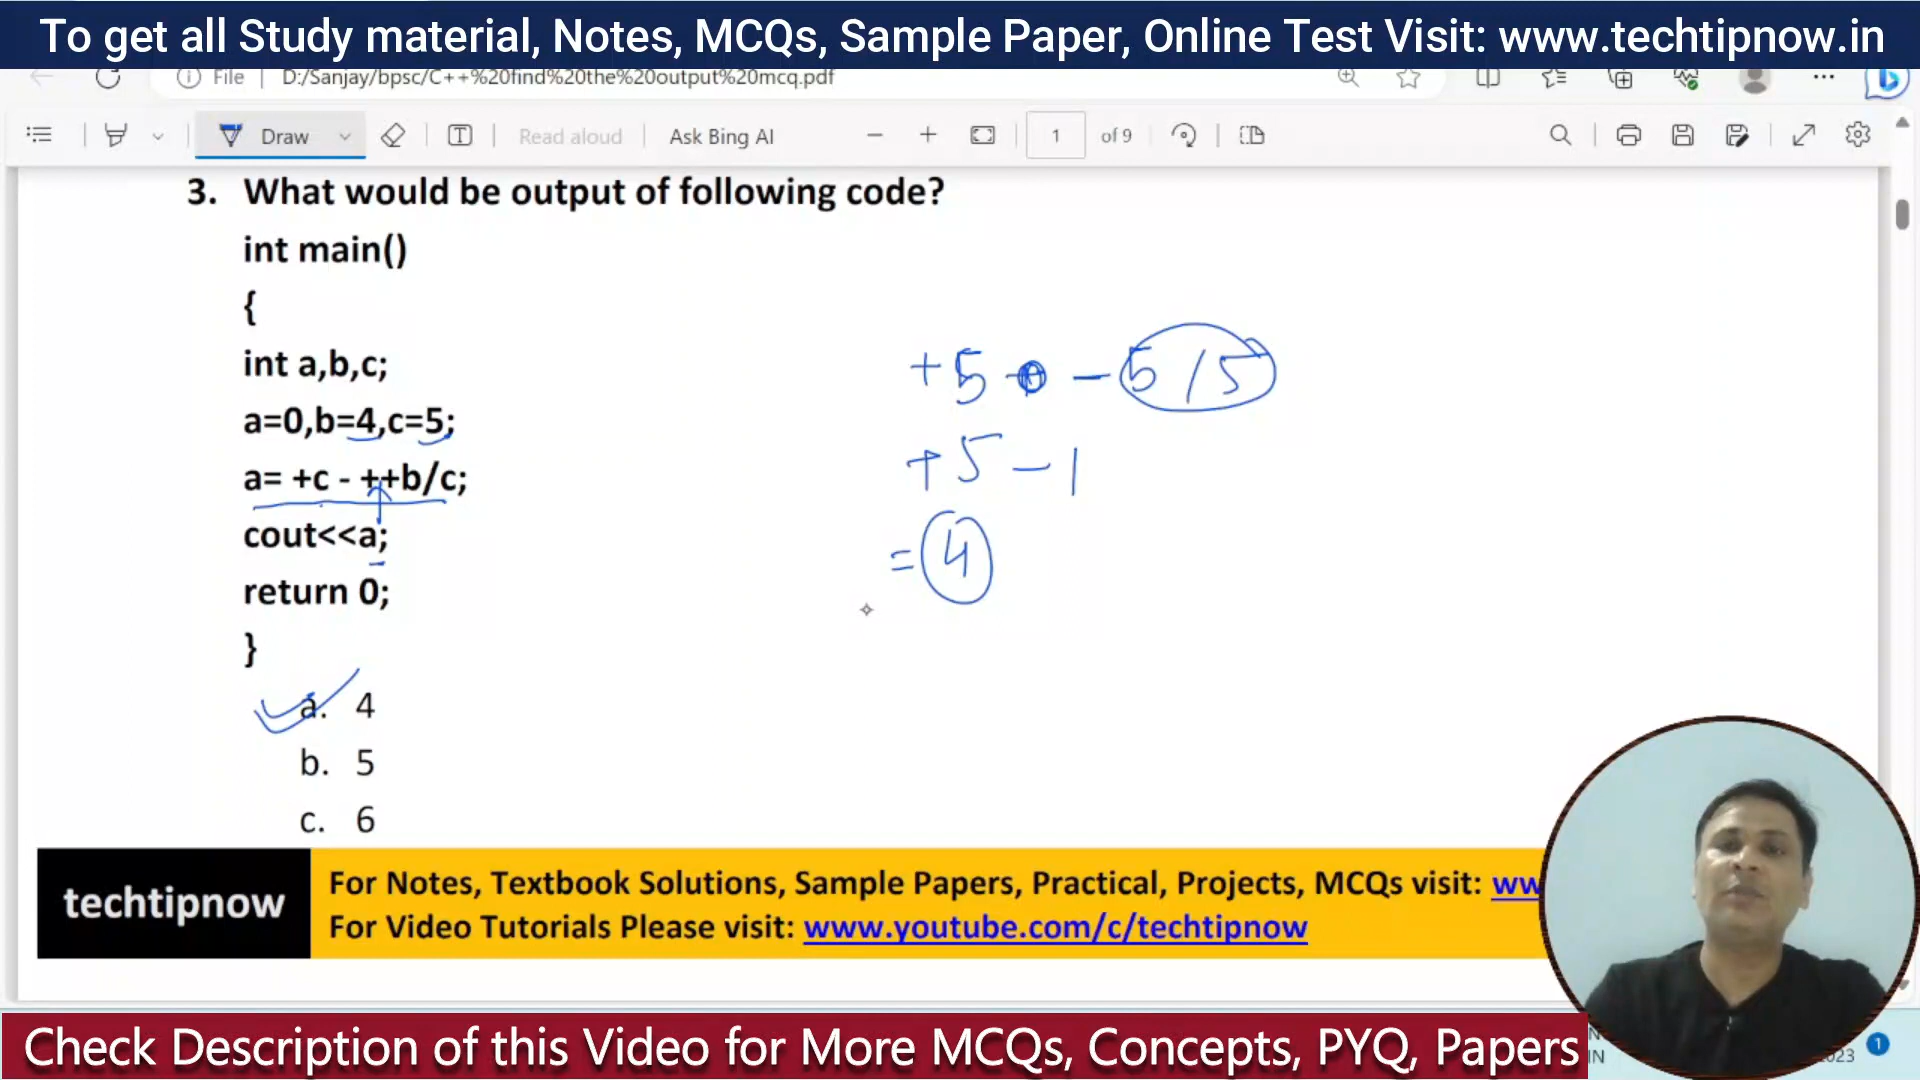 To get all Study material, Notes, MCQs, Sample Paper, Online Test Visit: www.techtipnow.in
File | D:/Sanjay/bpsc/C++%20find%20the%20output%20mcq.pdf
Draw Read aloud Ask Bing AI 1 of 9
3. What would be output of following code?
int main()
{
int a,b,c;
a=0,b=4,c=5;
a= +c - ++b/c;
cout<<a;
return 0;
}
a. 4
b. 5
c. 6
+5 - 5 / 5
+5 - 1
= 4
techtipnow
For Notes, Textbook Solutions, Sample Papers, Practical, Projects, MCQs visit:
For Video Tutorials Please visit: www.youtube.com/c/techtipnow
Check Description of this Video for More MCQs, Concepts, PYQ, Papers
IN
1